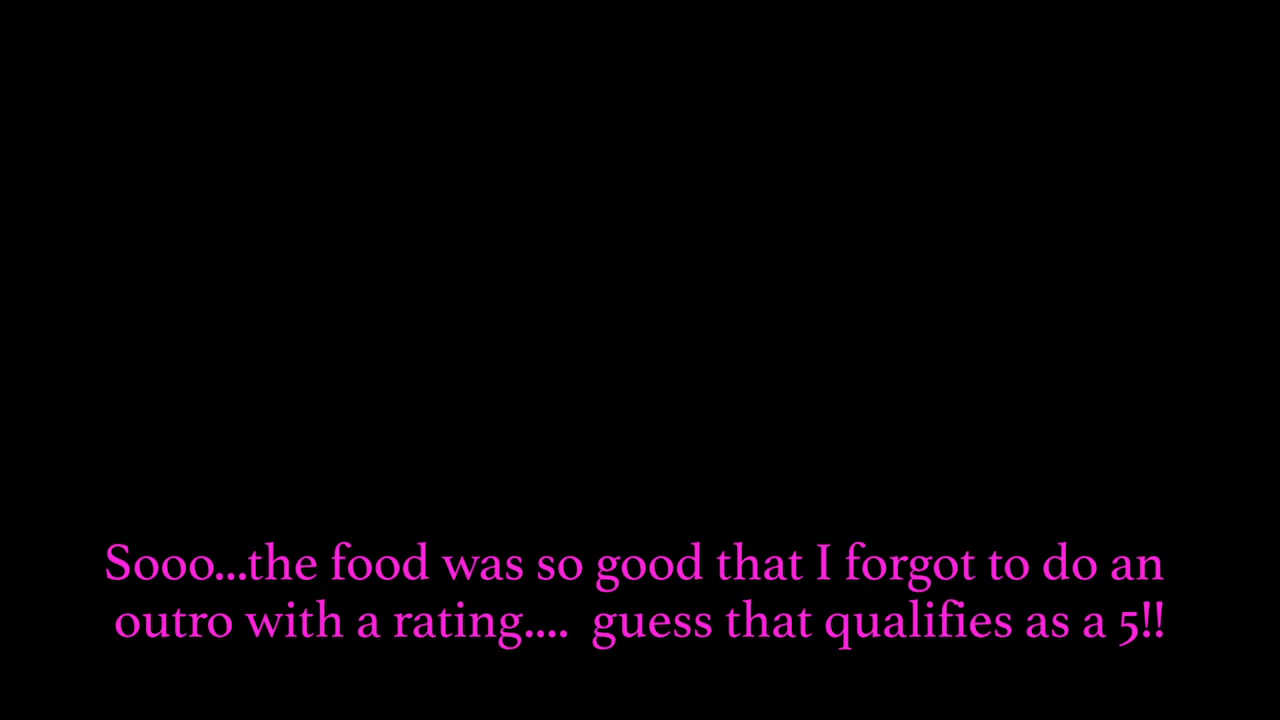 Sooo...the food was so good that I forgot to do an
outro with a rating.... guess that qualifies as a 5!!